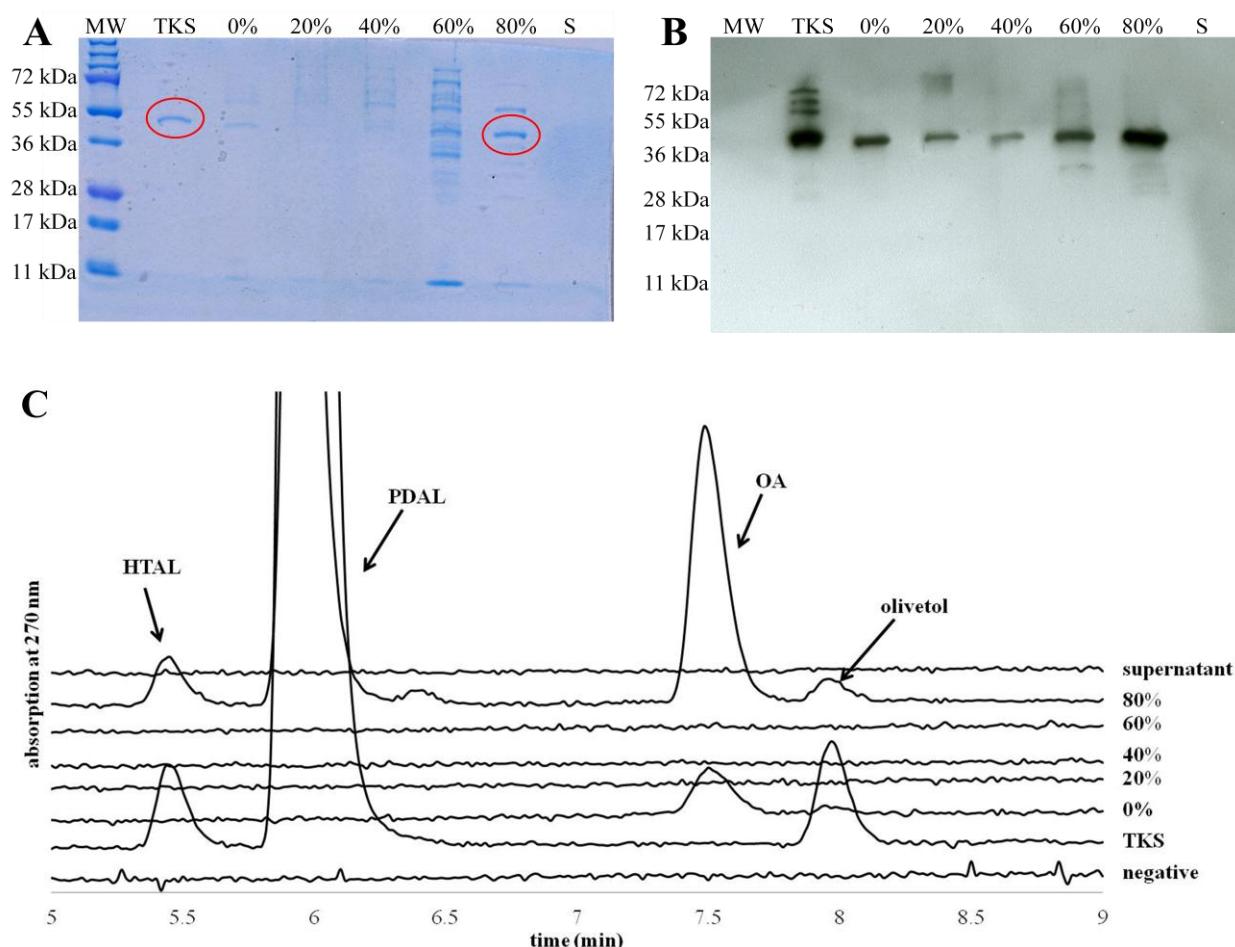 A
MW TKS 0% 20% 40% 60% 80% S
72 kDa
55 kDa
36 kDa
28 kDa
17 kDa
11 kDa
B
MW TKS 0% 20% 40% 60% 80% S
72 kDa
55 kDa
36 kDa
28 kDa
17 kDa
11 kDa
C
absorption at 270 nm
HTAL
PDAL
OA
olivetol
supernatant
80%
60%
40%
20%
0%
TKS
negative
5 5.5 6 6.5 7 7.5 8 8.5 9
time (min)